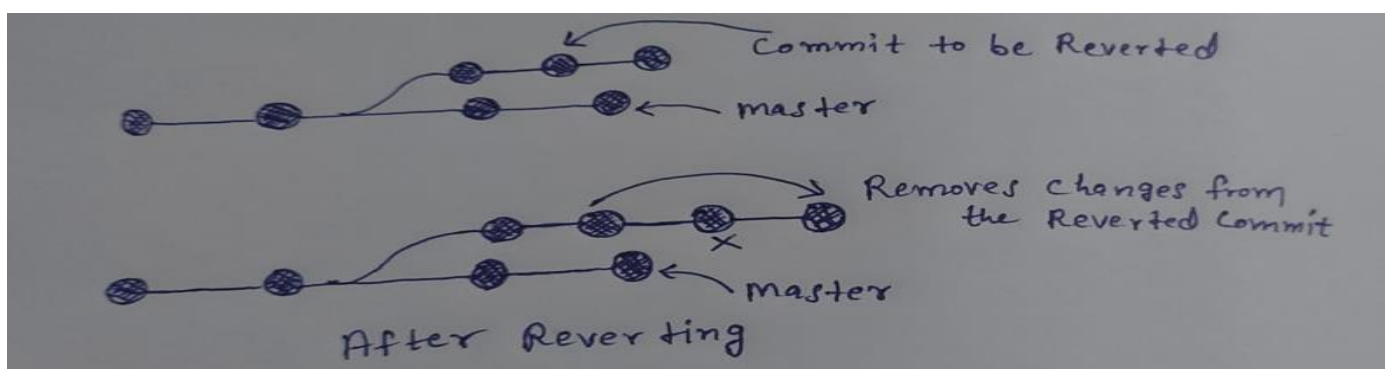 Commit to be Reverted
master
Removes changes from
the Reverted Commit
×
master
After Reverting